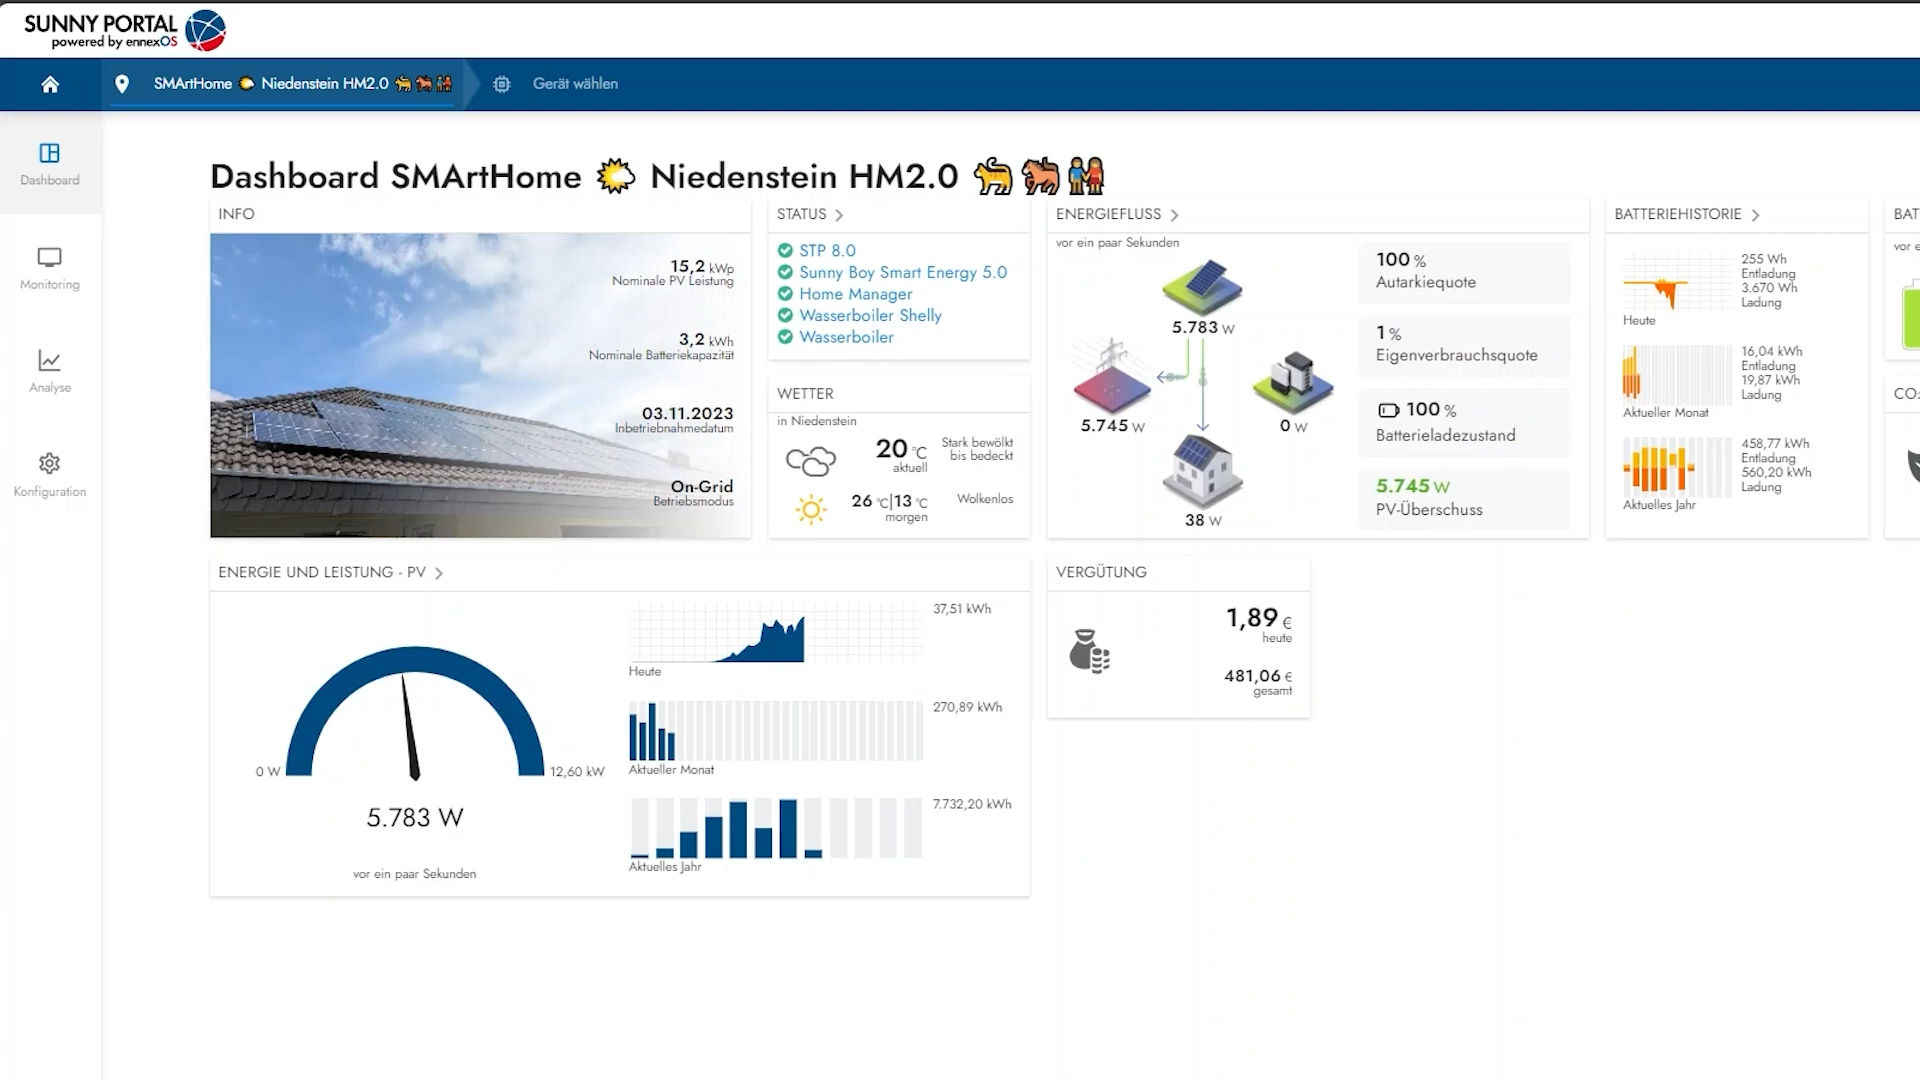 SUNNY PORTAL
powered by ennexOS
SMArtHome Niedenstein HM2.0
Gerät wählen
Dashboard
Monitoring
Analyse
Konfiguration
Dashboard SMArtHome Niedenstein HM2.0
INFO
15,2 kWp
Nominale PV Leistung
3,2 kWh
Nominale Batteriekapazität
03.11.2023
Inbetriebnahmedatum
On-Grid
Betriebsmodus
STATUS
STP 8.0
Sunny Boy Smart Energy 5.0
Home Manager
Wasserboiler Shelly
Wasserboiler
WETTER
in Niedenstein
20 °C
aktuell
Stark bewölkt
bis bedeckt
26 °C|13 °C
morgen
Wolkenlos
ENERGIEFLUSS
vor ein paar Sekunden
5.783 W
5.745 W
0 W
38 W
100 %
Autarkiequote
1 %
Eigenverbrauchsquote
100 %
Batterieladezustand
5.745 W
PV-Überschuss
BATTERIEHISTORIE
255 Wh
Entladung
3.670 Wh
Ladung
Heute
16,04 kWh
Entladung
19,87 kWh
Ladung
Aktueller Monat
458,77 kWh
Entladung
560,20 kWh
Ladung
Aktuelles Jahr
BAT
vor e
CO₂
ENERGIE UND LEISTUNG - PV
0 W
12,60 kW
5.783 W
vor ein paar Sekunden
37,51 kWh
Heute
270,89 kWh
Aktueller Monat
7.732,20 kWh
Aktuelles Jahr
VERGÜTUNG
1,89 €
heute
481,06 €
gesamt